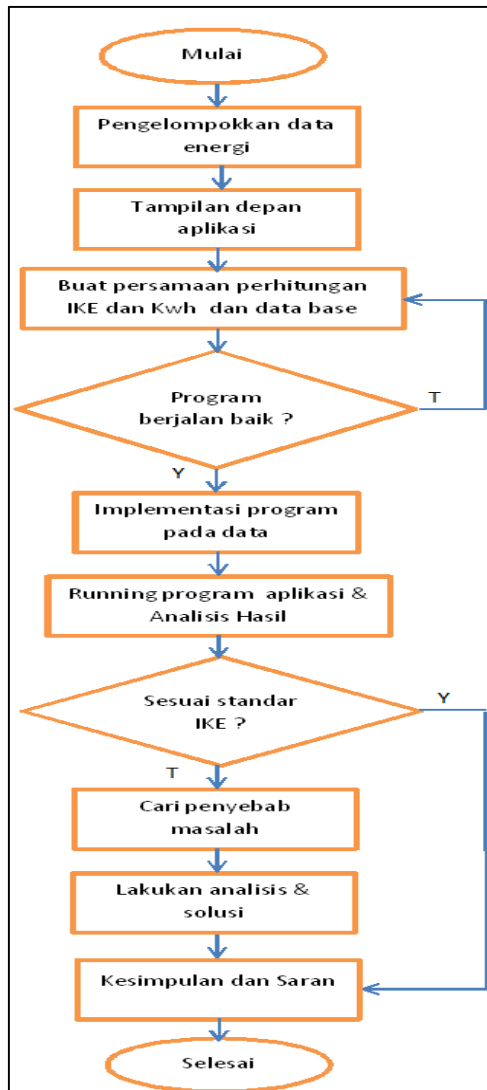 Mulai
Pengelompokkan data
energi
Tampilan depan
aplikasi
Buat persamaan perhitungan
IKE dan Kwh dan data base
Program
berjalan baik ?
T
Y
Implementasi program
pada data
Running program aplikasi &
Analisis Hasil
Sesuai standar
IKE ?
Y
T
Cari penyebab
masalah
Lakukan analisis &
solusi
Kesimpulan dan Saran
Selesai